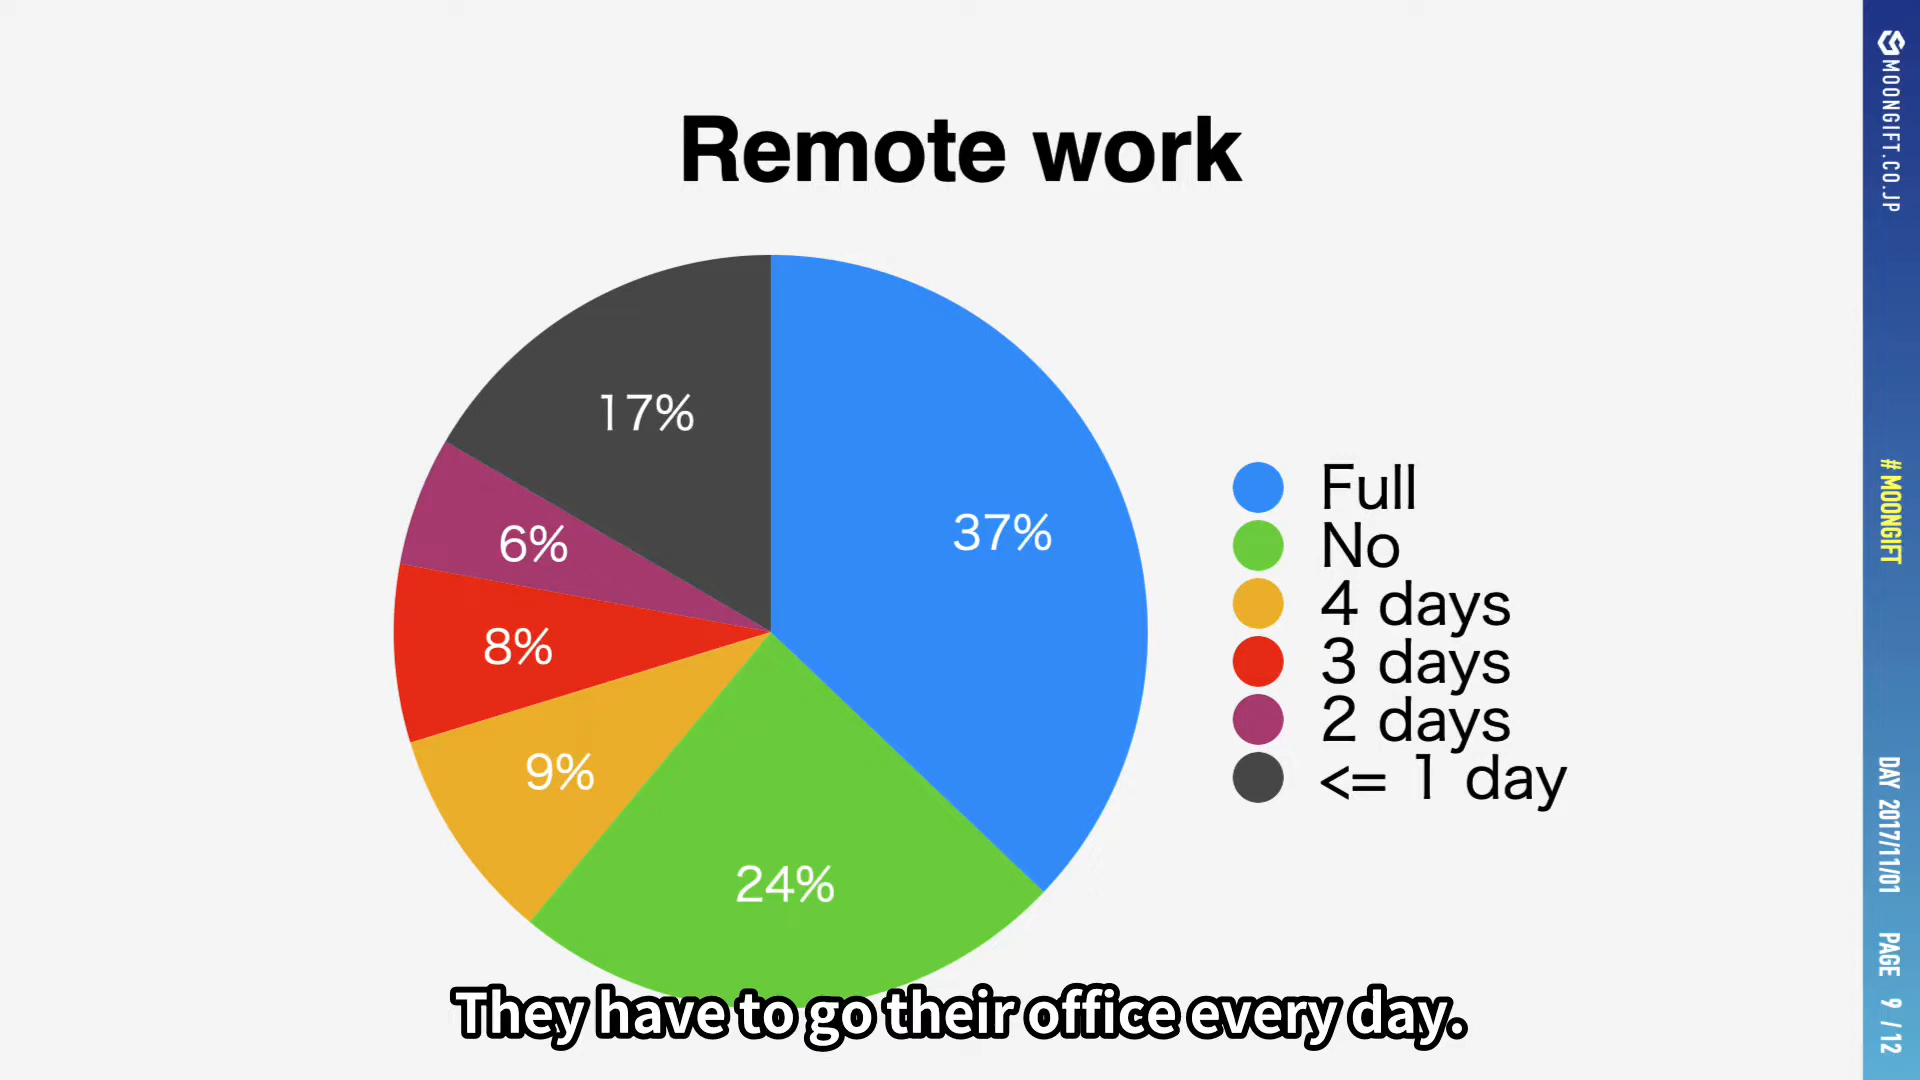 Remote work
17%
37%
6%
8%
9%
24%
Full
No
4 days
3 days
2 days
<= 1 day
They have to go their office every day.
MOONGIFT.CO.JP
# MOONGIFT
DAY 2017/11/01
PAGE 9 / 12